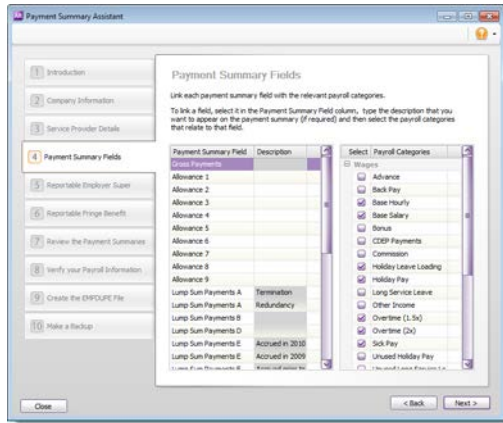 Payment Summary Assistant
1 Introduction
2 Company Information
3 Service Provider Details
4 Payment Summary Fields
5 Reportable Employer Super
6 Reportable Fringe Benefit
7 Review the Payment Summaries
8 Verify your Payroll Information
9 Create the EMPDUPE File
10 Make a Backup
Payment Summary Fields
Link each payment summary field with the relevant payroll categories.
To link a field, select it in the Payment Summary Field column, type the description that you
want to appear on the payment summary (if required) and then select the payroll categories
that relate to that field.
Payment Summary Field Description
Gross Payments
Allowance 1
Allowance 2
Allowance 3
Allowance 4
Allowance 5
Allowance 6
Allowance 7
Allowance 8
Allowance 9
Lump Sum Payments A Termination
Lump Sum Payments A Redundancy
Lump Sum Payments B
Lump Sum Payments D
Lump Sum Payments E Accrued in 2010
Lump Sum Payments E Accrued in 2009
Lump Sum Payments E
Select Payroll Categories
Wages
Advance
Back Pay
Base Hourly
Base Salary
Bonus
CDEP Payments
Commission
Holiday Leave Loading
Holiday Pay
Long Service Leave
Other Income
Overtime (1.5x)
Overtime (2x)
Sick Pay
Unused Holiday Pay
Close
< Back
Next >